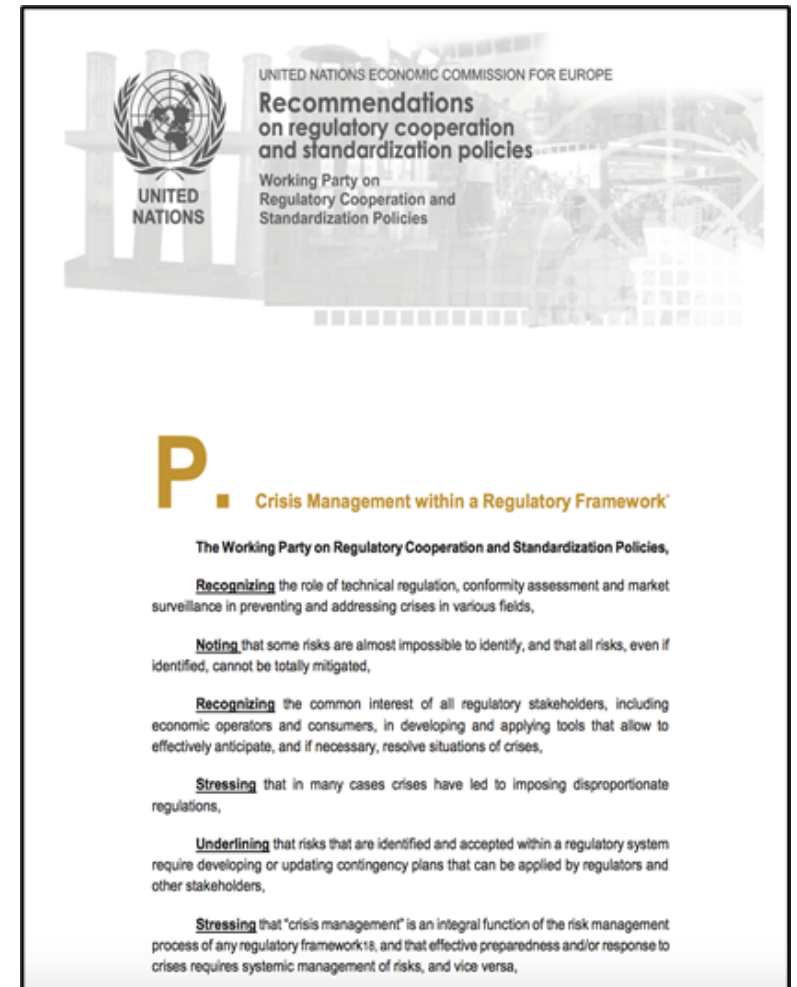 UNITED NATIONS ECONOMIC COMMISSION FOR EUROPE
Recommendations
on regulatory cooperation
and standardization policies
Working Party on
Regulatory Cooperation and
Standardization Policies
UNITED
NATIONS
P. Crisis Management within a Regulatory Framework*
The Working Party on Regulatory Cooperation and Standardization Policies,
Recognizing the role of technical regulation, conformity assessment and market
surveillance in preventing and addressing crises in various fields,
Noting that some risks are almost impossible to identify, and that all risks, even if
identified, cannot be totally mitigated,
Recognizing the common interest of all regulatory stakeholders, including
economic operators and consumers, in developing and applying tools that allow to
effectively anticipate, and if necessary, resolve situations of crises,
Stressing that in many cases crises have led to imposing disproportionate
regulations,
Underlining that risks that are identified and accepted within a regulatory system
require developing or updating contingency plans that can be applied by regulators and
other stakeholders,
Stressing that "crisis management" is an integral function of the risk management
process of any regulatory framework18, and that effective preparedness and/or response to
crises requires systemic management of risks, and vice versa,